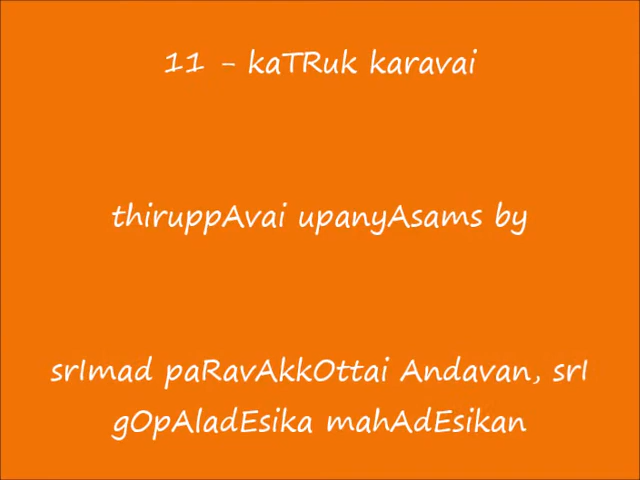 11 - kaTRuk karavai
thiruppAvai upanyAsams by
srImad paRavAkkOttai Andavan, srI
gOpAladEsika mahAdEsikan